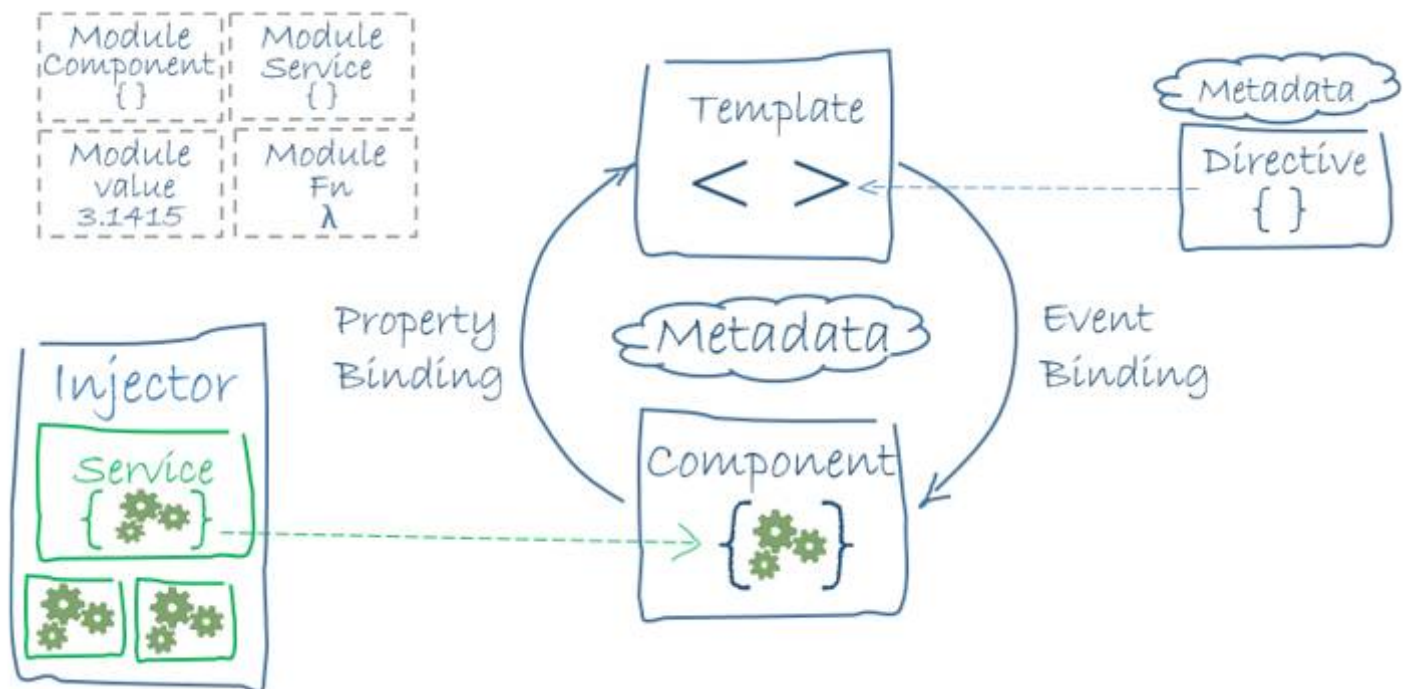 Module
Component
{ }
Module
Service
{ }
Module
value
3.1415
Module
Fn
λ
Template
< >
Metadata
Directive
{ }
Property
Binding
Metadata
Event
Binding
Injector
Service
{ }
Component
{ }